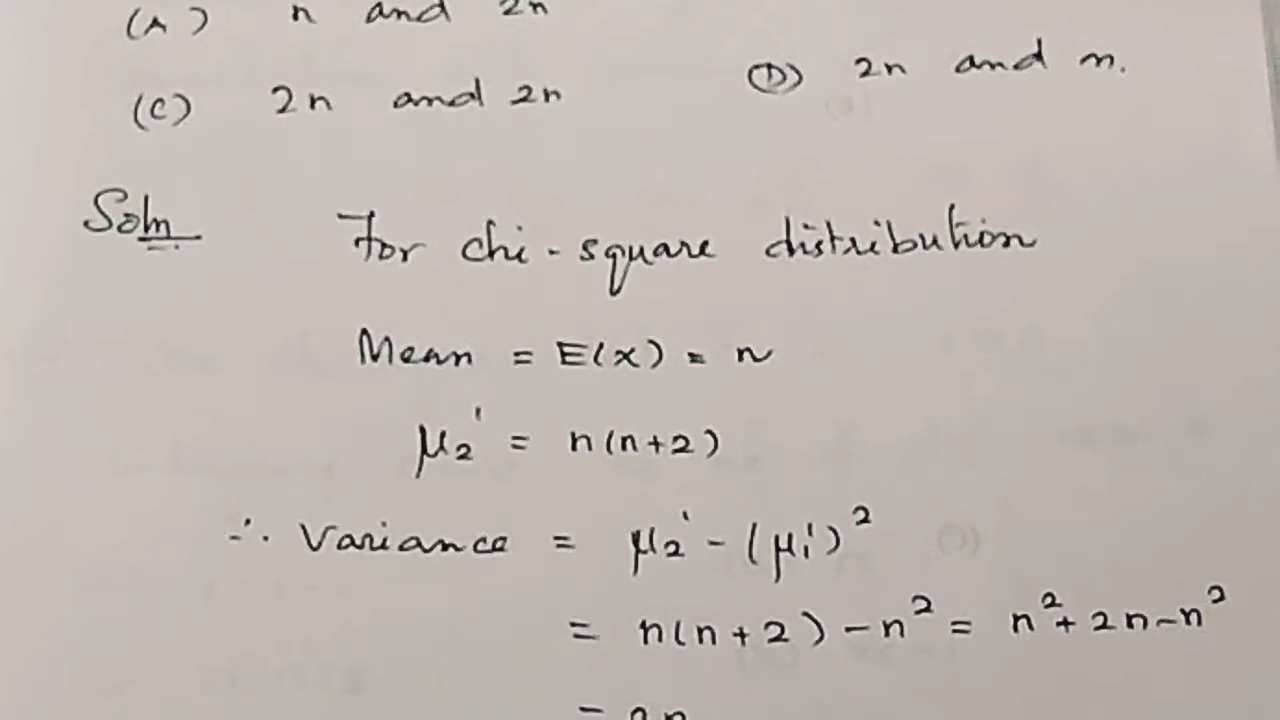 (A) n and 2n
(D) 2n and n.
(C) 2n and 2n
Soln For chi-square distribution
Mean = E(x) = n
μ₂' = n(n+2)
∴ Variance = μ₂' - (μ₁')²
= n(n+2) - n² = n² + 2n - n²
= 2n